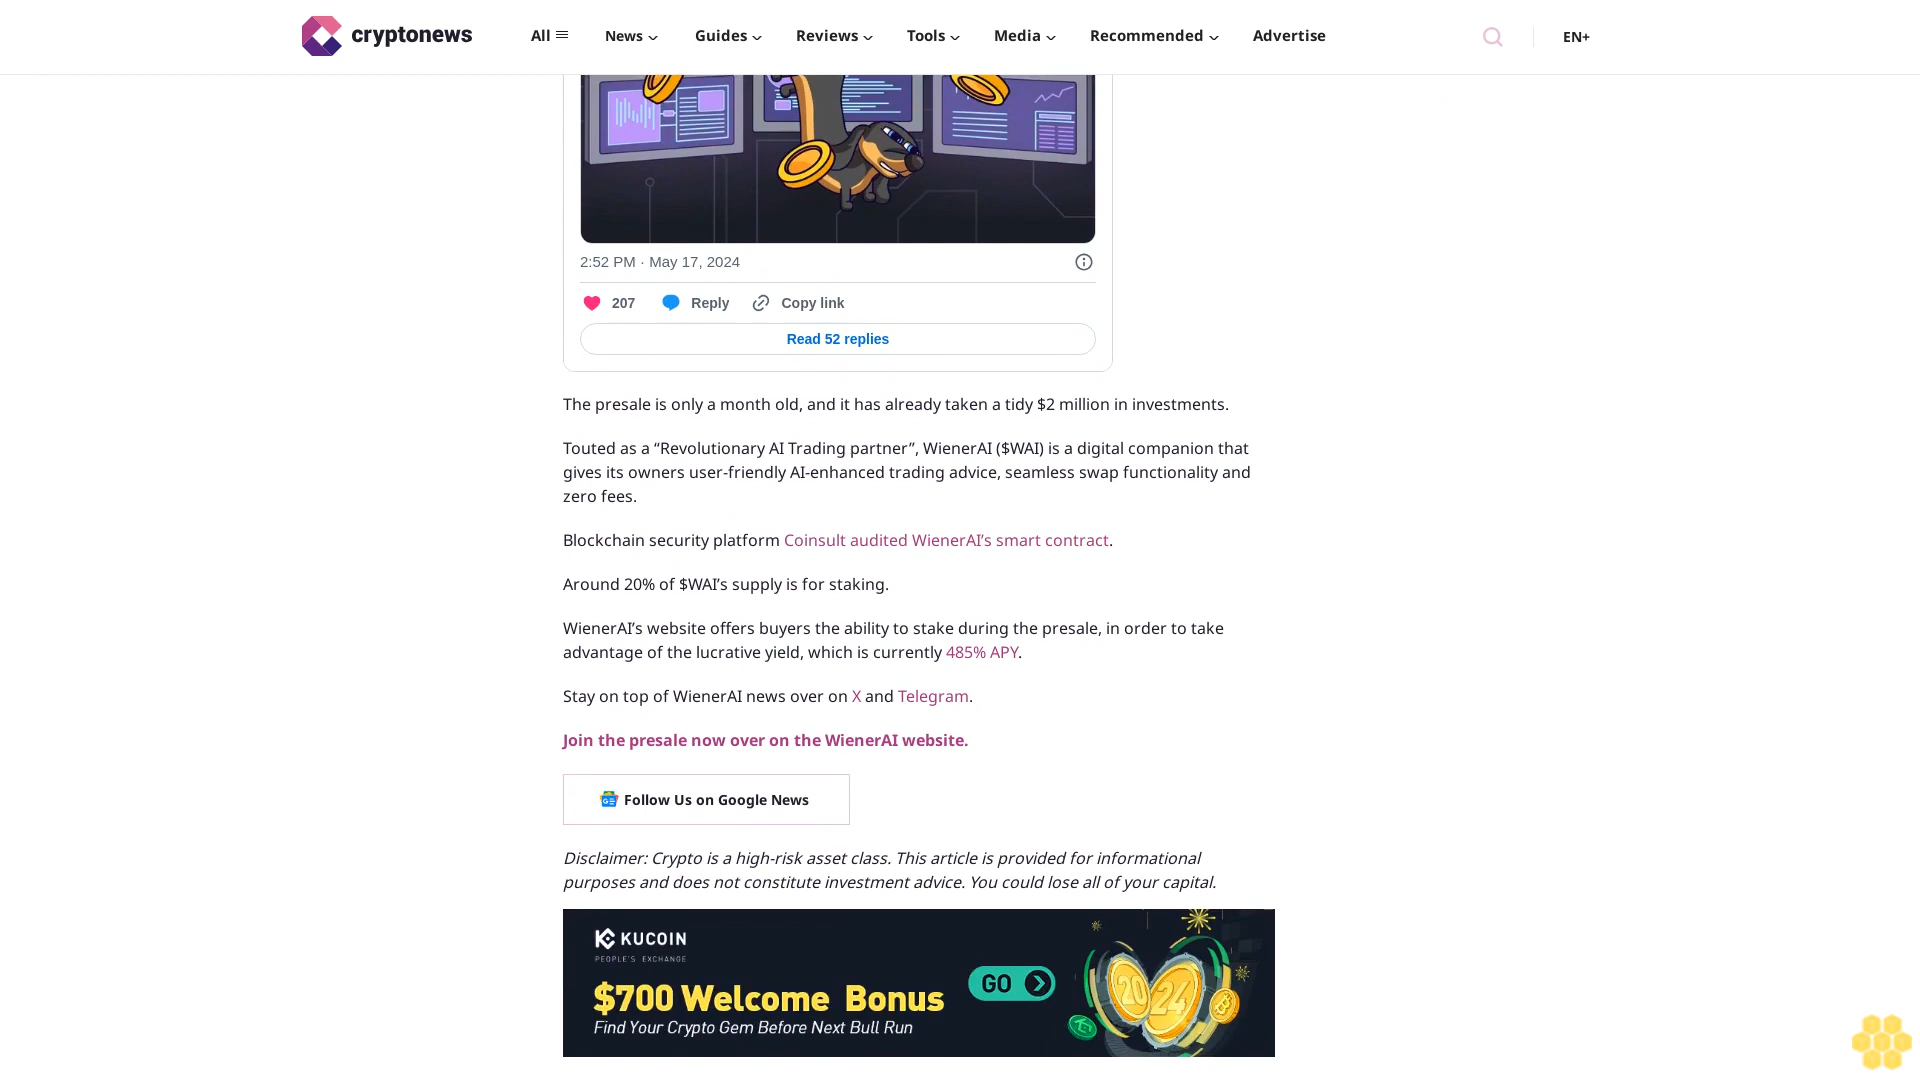 cryptonews
All
News
Guides
Reviews
Tools
Media
Recommended
Advertise
EN+
2:52 PM · May 17, 2024
207
Reply
Copy link
Read 52 replies
The presale is only a month old, and it has already taken a tidy $2 million in investments.
Touted as a “Revolutionary AI Trading partner”, WienerAI ($WAI) is a digital companion that
gives its owners user-friendly AI-enhanced trading advice, seamless swap functionality and
zero fees.
Blockchain security platform Coinsult audited WienerAI’s smart contract.
Around 20% of $WAI’s supply is for staking.
WienerAI’s website offers buyers the ability to stake during the presale, in order to take
advantage of the lucrative yield, which is currently 485% APY.
Stay on top of WienerAI news over on X and Telegram.
Join the presale now over on the WienerAI website.
Follow Us on Google News
Disclaimer: Crypto is a high-risk asset class. This article is provided for informational
purposes and does not constitute investment advice. You could lose all of your capital.
KUCOIN
PEOPLE'S EXCHANGE
$700 Welcome Bonus
Find Your Crypto Gem Before Next Bull Run
GO
20
24